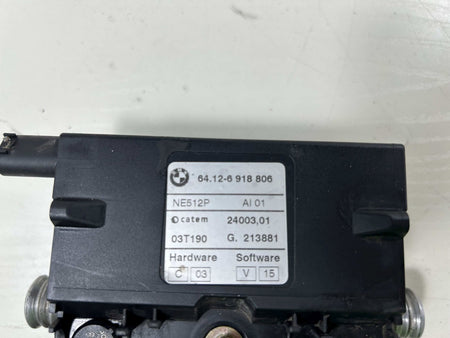 64.12-6 918 806
NE512P AI 01
catem 24003,01
03T190 G. 213881
Hardware Software
C 03 V 15